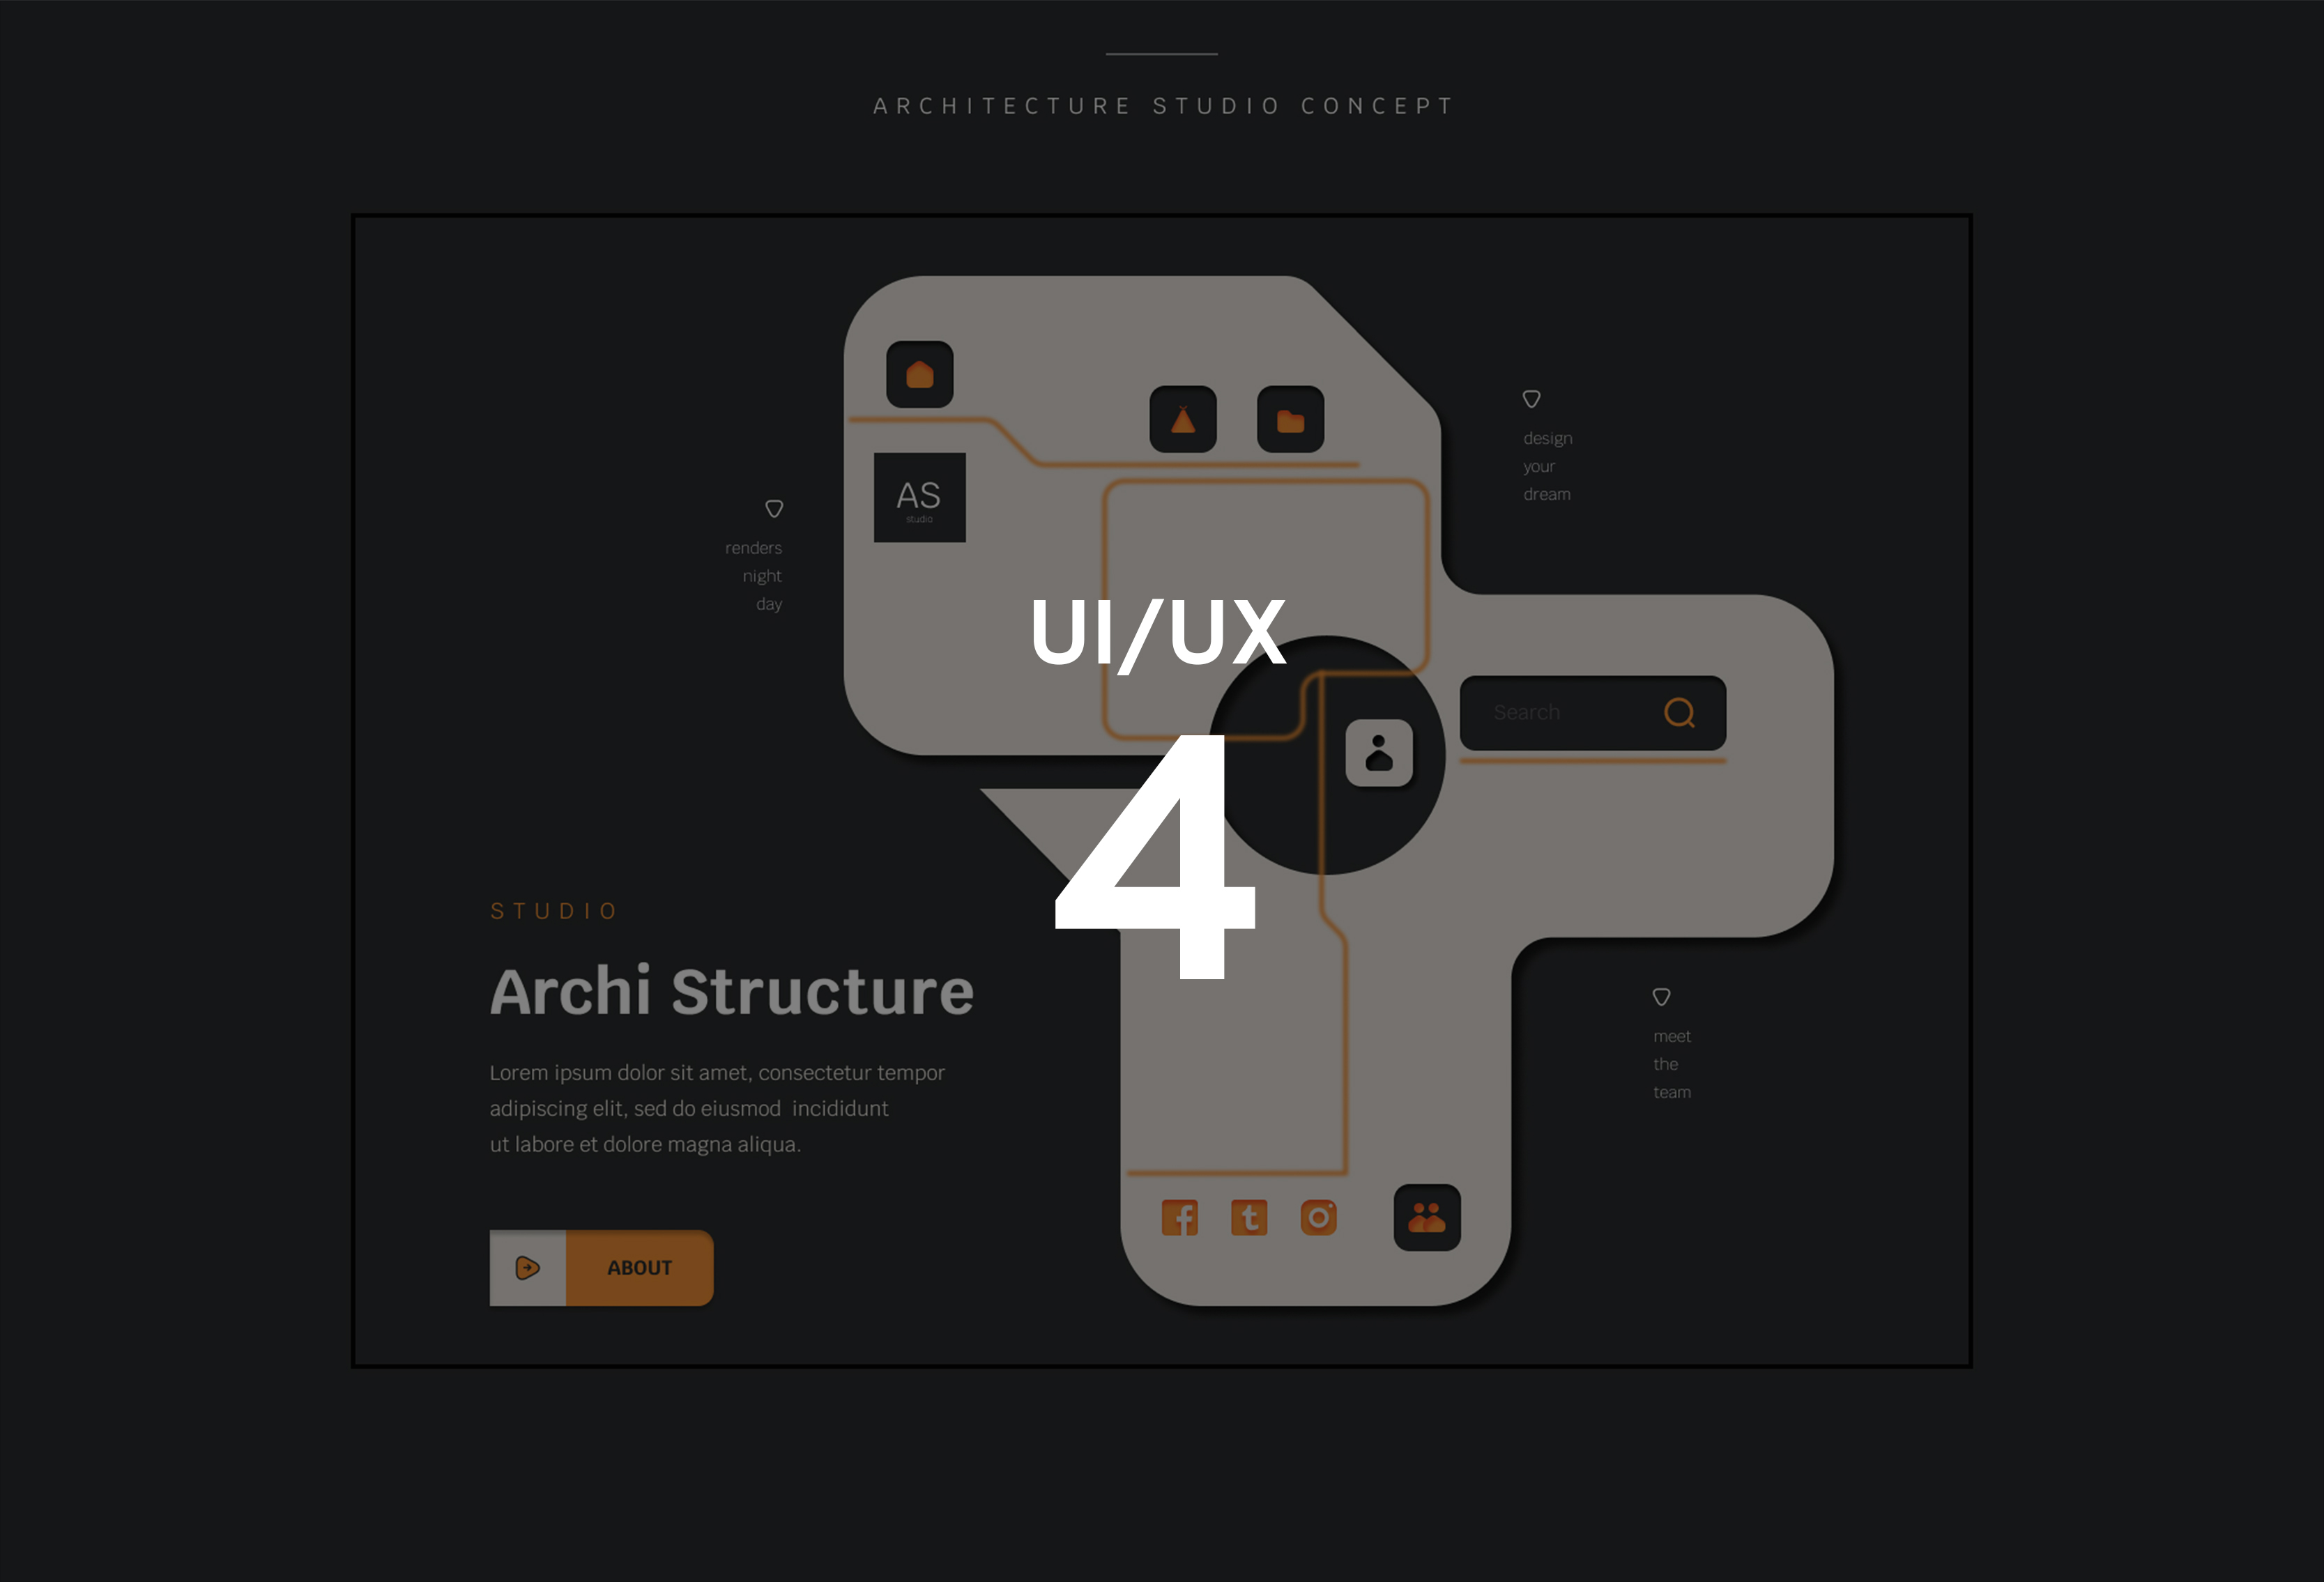 ARCHITECTURE STUDIO CONCEPT
design
your
dream
AS
studio
renders
night
day
UI/UX
4
Search
STUDIO
Archi Structure
Lorem ipsum dolor sit amet, consectetur tempor
adipiscing elit, sed do eiusmod  incididunt
ut labore et dolore magna aliqua.
meet
the
team
ABOUT